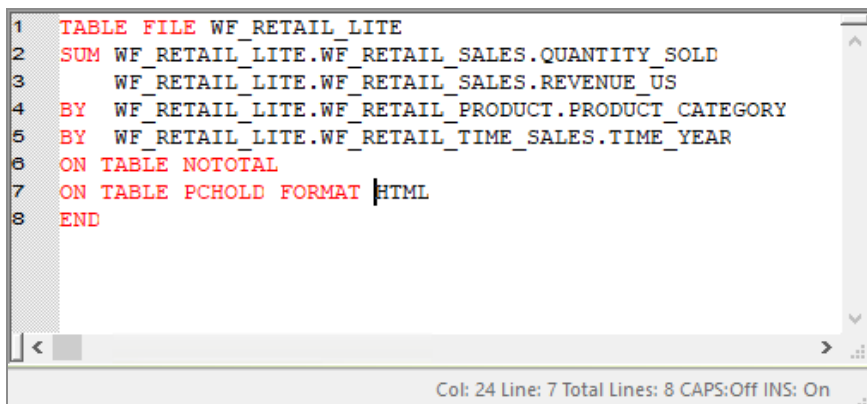 1 TABLE FILE WF_RETAIL_LITE
2 SUM WF_RETAIL_LITE.WF_RETAIL_SALES.QUANTITY_SOLD
3 WF_RETAIL_LITE.WF_RETAIL_SALES.REVENUE_US
4 BY WF_RETAIL_LITE.WF_RETAIL_PRODUCT.PRODUCT_CATEGORY
5 BY WF_RETAIL_LITE.WF_RETAIL_TIME_SALES.TIME_YEAR
6 ON TABLE NOTOTAL
7 ON TABLE PCHOLD FORMAT HTML
8 END
Col: 24 Line: 7 Total Lines: 8 CAPS:Off INS: On